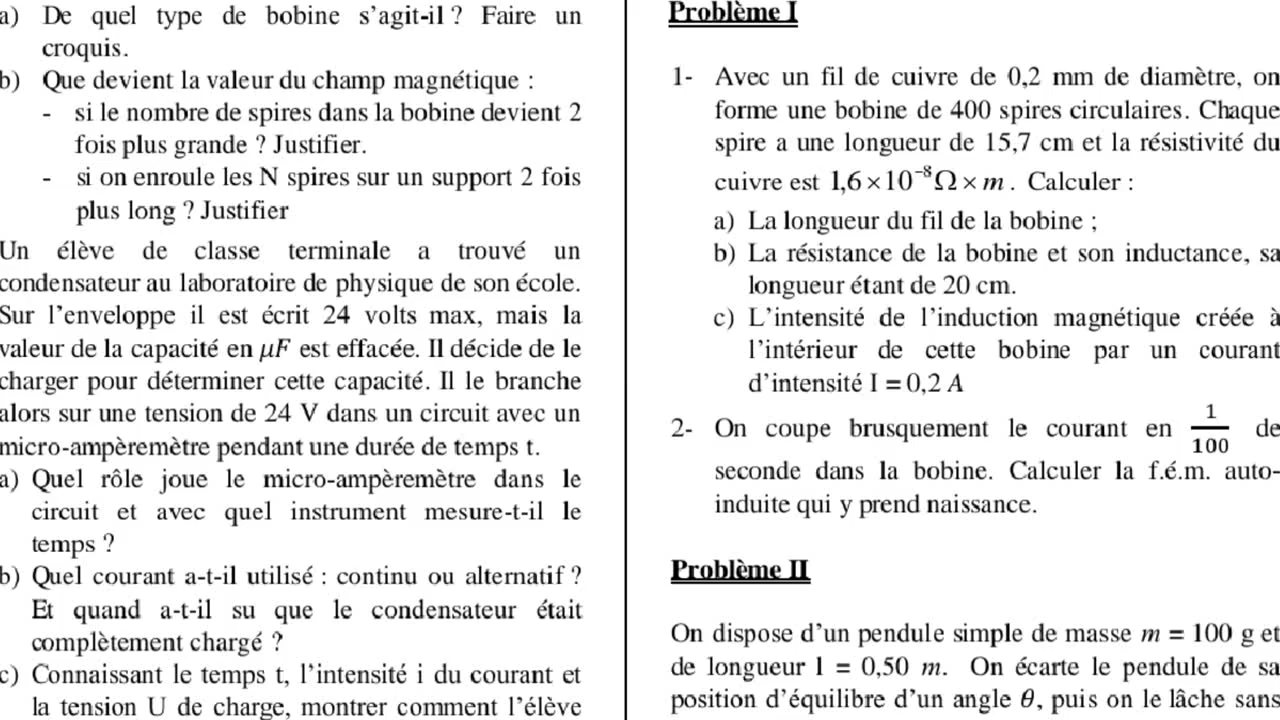 a) De quel type de bobine s'agit-il ? Faire un
croquis.
b) Que devient la valeur du champ magnétique :
- si le nombre de spires dans la bobine devient 2
fois plus grande ? Justifier.
- si on enroule les N spires sur un support 2 fois
plus long ? Justifier
Un élève de classe terminale a trouvé un
condensateur au laboratoire de physique de son école.
Sur l'enveloppe il est écrit 24 volts max, mais la
valeur de la capacité en μF est effacée. Il décide de le
charger pour déterminer cette capacité. Il le branche
alors sur une tension de 24 V dans un circuit avec un
micro-ampèremètre pendant une durée de temps t.
a) Quel rôle joue le micro-ampèremètre dans le
circuit et avec quel instrument mesure-t-il le
temps ?
b) Quel courant a-t-il utilisé : continu ou alternatif ?
Et quand a-t-il su que le condensateur était
complètement chargé ?
c) Connaissant le temps t, l'intensité i du courant et
la tension U de charge, montrer comment l'élève
Problème I
1- Avec un fil de cuivre de 0,2 mm de diamètre, on
forme une bobine de 400 spires circulaires. Chaque
spire a une longueur de 15,7 cm et la résistivité du
cuivre est 1,6×10⁻⁸Ω×m . Calculer :
a) La longueur du fil de la bobine ;
b) La résistance de la bobine et son inductance, sa
longueur étant de 20 cm.
c) L'intensité de l'induction magnétique créée à
l'intérieur de cette bobine par un courant
d'intensité I = 0,2 A
2- On coupe brusquement le courant en 1/100 de
seconde dans la bobine. Calculer la f.é.m. auto-
induite qui y prend naissance.
Problème II
On dispose d'un pendule simple de masse m = 100 g et
de longueur l = 0,50 m. On écarte le pendule de sa
position d'équilibre d'un angle θ, puis on le lâche sans